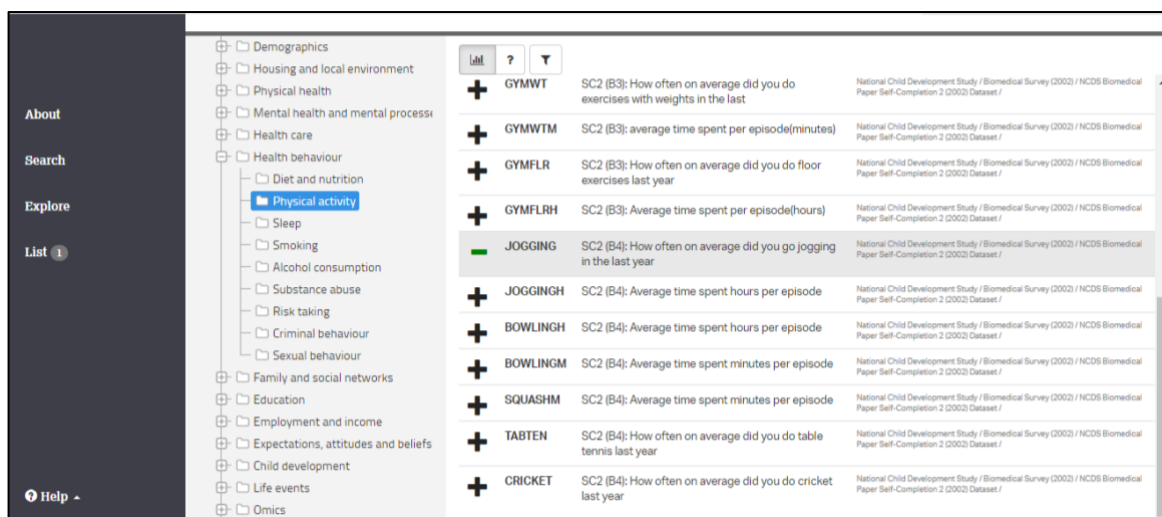 About
Search
Explore
List 1
Help
Demographics
Housing and local environment
Physical health
Mental health and mental processe
Health care
Health behaviour
Diet and nutrition
Physical activity
Sleep
Smoking
Alcohol consumption
Substance abuse
Risk taking
Criminal behaviour
Sexual behaviour
Family and social networks
Education
Employment and income
Expectations, attitudes and beliefs
Child development
Life events
Omics
?
GYMWT SC2 (B3): How often on average did you do National Child Development Study / Biomedical Survey (2002) / NCDS Biomedical
exercises with weights in the last Paper Self-Completion 2 (2002) Dataset /
GYMWTM SC2 (B3): average time spent per episode(minutes) National Child Development Study / Biomedical Survey (2002) / NCDS Biomedical
Paper Self-Completion 2 (2002) Dataset /
GYMFLR SC2 (B3): How often on average did you do floor National Child Development Study / Biomedical Survey (2002) / NCDS Biomedical
exercises last year Paper Self-Completion 2 (2002) Dataset /
GYMFLRH SC2 (B3): Average time spent per episode(hours) National Child Development Study / Biomedical Survey (2002) / NCDS Biomedical
Paper Self-Completion 2 (2002) Dataset /
JOGGING SC2 (B4): How often on average did you go jogging National Child Development Study / Biomedical Survey (2002) / NCDS Biomedical
in the last year Paper Self-Completion 2 (2002) Dataset /
JOGGINGH SC2 (B4): Average time spent hours per episode National Child Development Study / Biomedical Survey (2002) / NCDS Biomedical
Paper Self-Completion 2 (2002) Dataset /
BOWLINGH SC2 (B4): Average time spent hours per episode National Child Development Study / Biomedical Survey (2002) / NCDS Biomedical
Paper Self-Completion 2 (2002) Dataset /
BOWLINGM SC2 (B4): Average time spent minutes per episode National Child Development Study / Biomedical Survey (2002) / NCDS Biomedical
Paper Self-Completion 2 (2002) Dataset /
SQUASHM SC2 (B4): Average time spent minutes per episode National Child Development Study / Biomedical Survey (2002) / NCDS Biomedical
Paper Self-Completion 2 (2002) Dataset /
TABTEN SC2 (B4): How often on average did you do table National Child Development Study / Biomedical Survey (2002) / NCDS Biomedical
tennis last year Paper Self-Completion 2 (2002) Dataset /
CRICKET SC2 (B4): How often on average did you do cricket National Child Development Study / Biomedical Survey (2002) / NCDS Biomedical
last year Paper Self-Completion 2 (2002) Dataset /